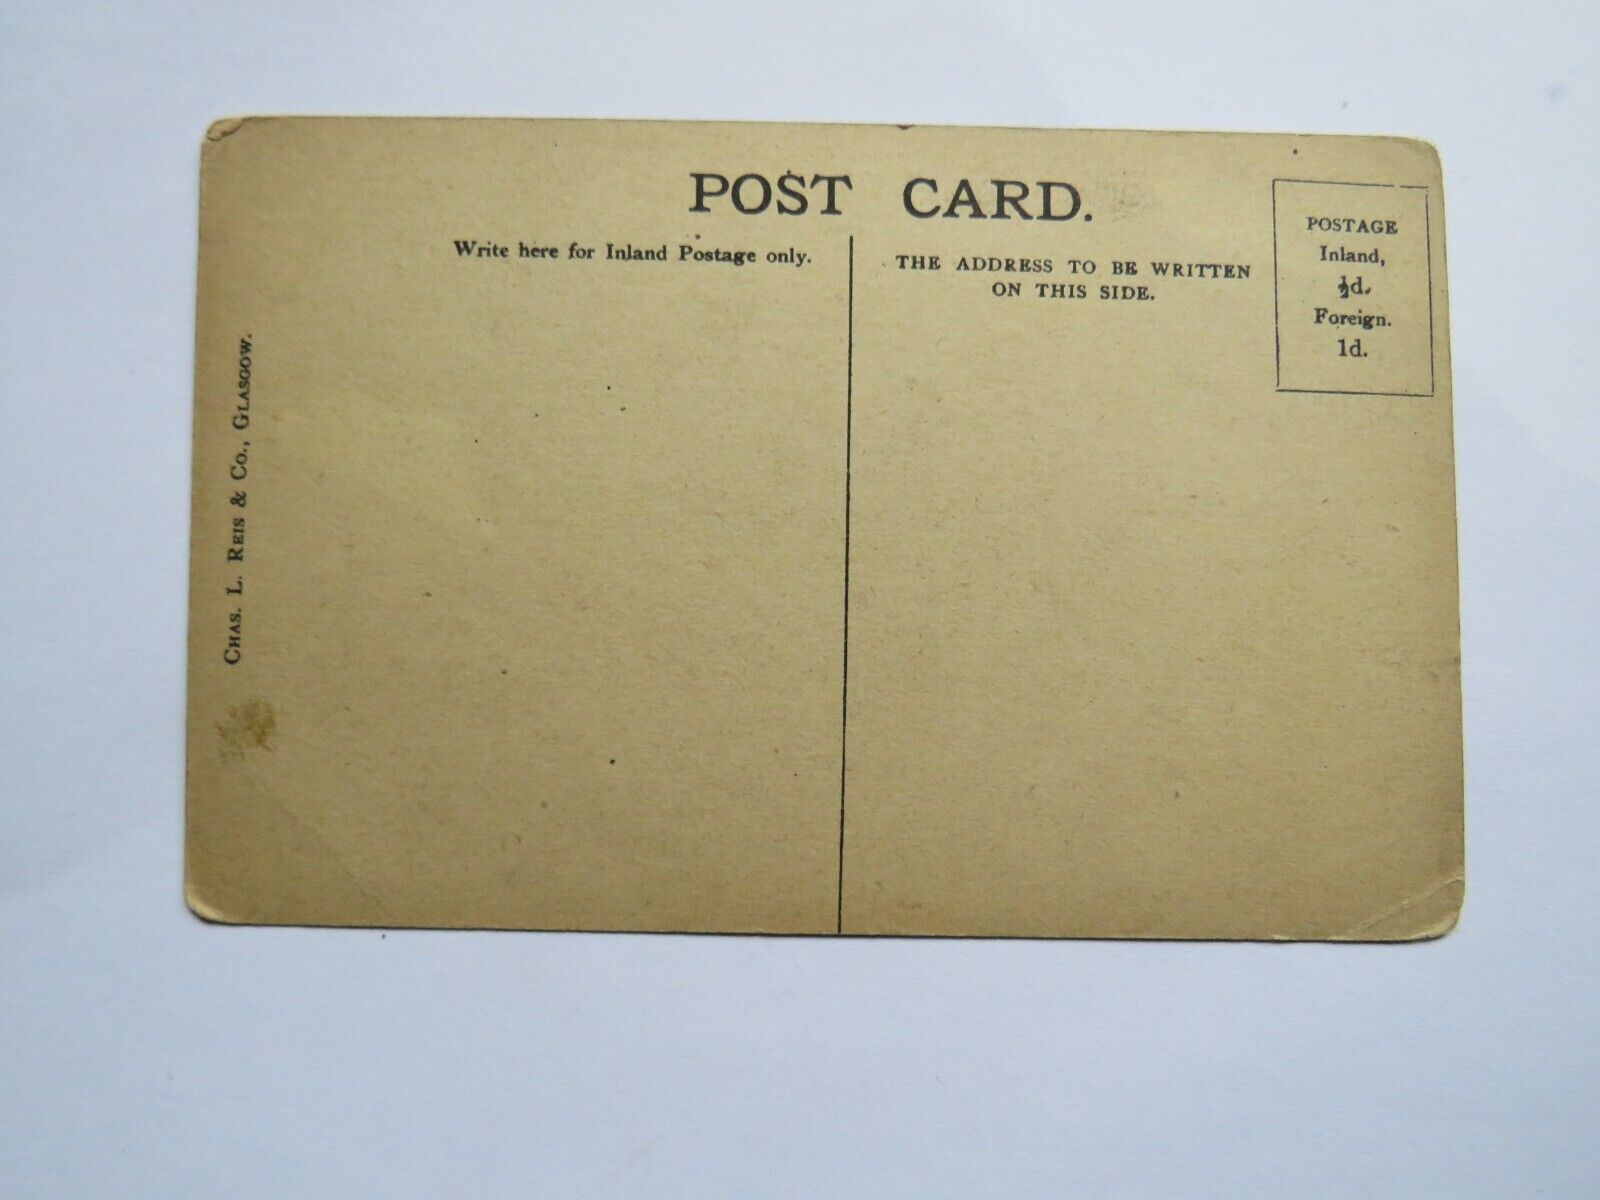 POST CARD.
Write here for Inland Postage only.
THE ADDRESS TO BE WRITTEN
ON THIS SIDE.
POSTAGE
Inland,
½d.
Foreign.
1d.
CHAS. L. REIS & CO., GLASGOW.